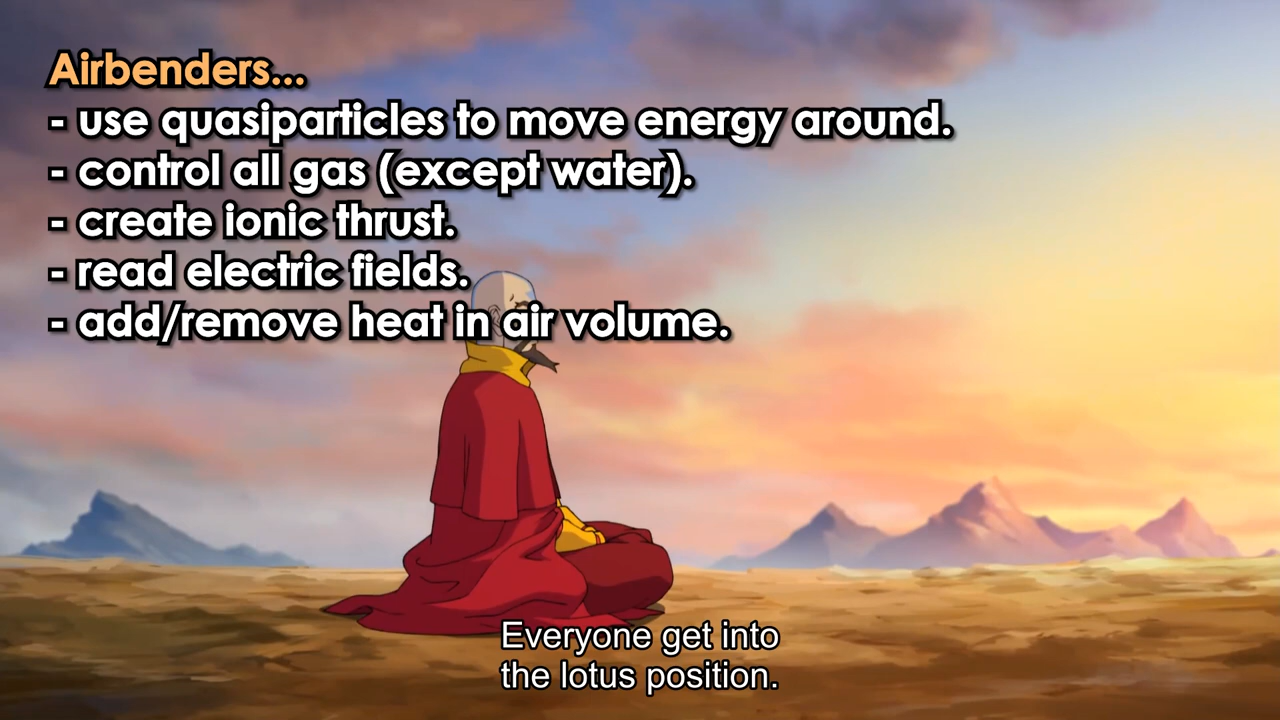 Airbenders...
- use quasiparticles to move energy around.
- control all gas (except water).
- create ionic thrust.
- read electric fields.
- add/remove heat in air volume.
Everyone get into
the lotus position.